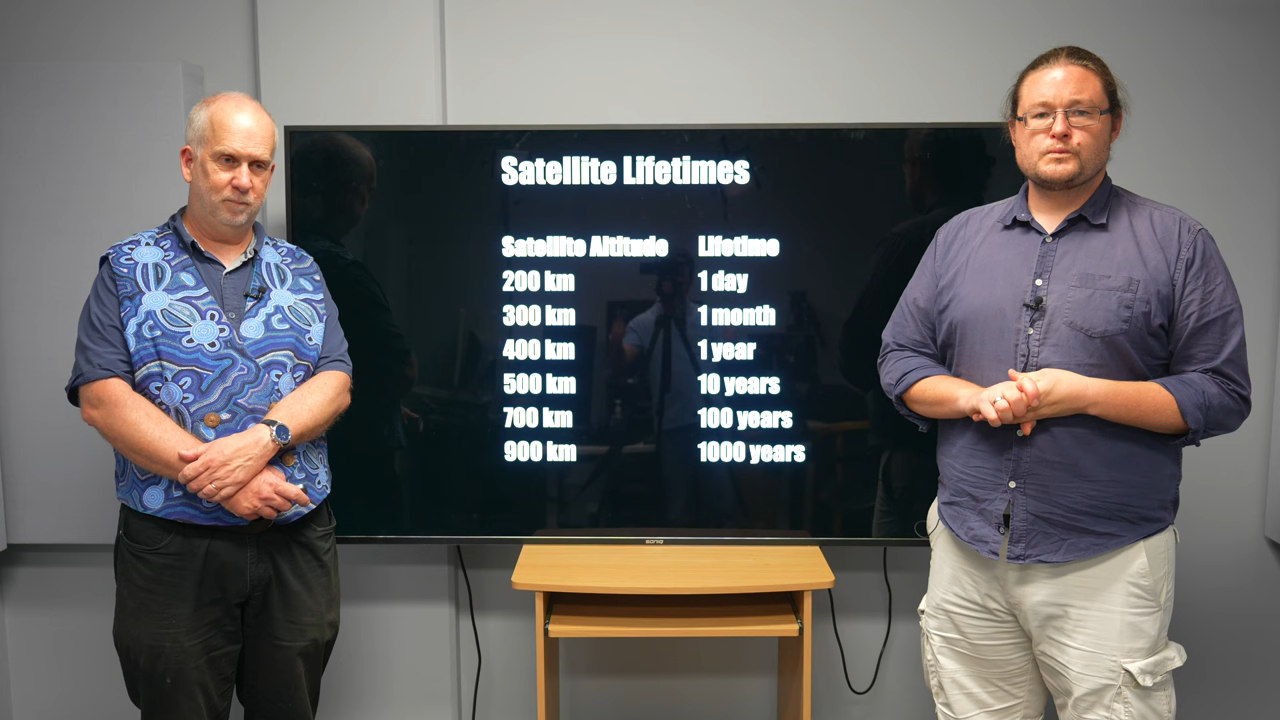 Satellite Lifetimes
Satellite Altitude Lifetime
200 km 1 day
300 km 1 month
400 km 1 year
500 km 10 years
700 km 100 years
900 km 1000 years